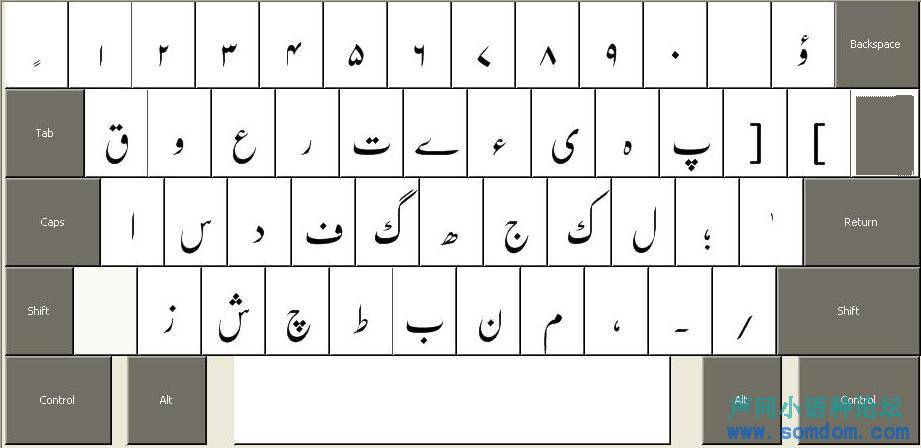 ۱ ۲ ۳ ۴ ۵ ۶ ۷ ۸ ۹ ۰ ؤ Backspace
Tab ق و ع ر ت ے ء ی ہ پ ] [
Caps ا س د ف گ ھ ج ک ل ؛ Return
Shift ز ش چ ط ب ن م ، ۔ / Shift
Control Alt Alt Control
声同小语种论坛
www.somdom.com